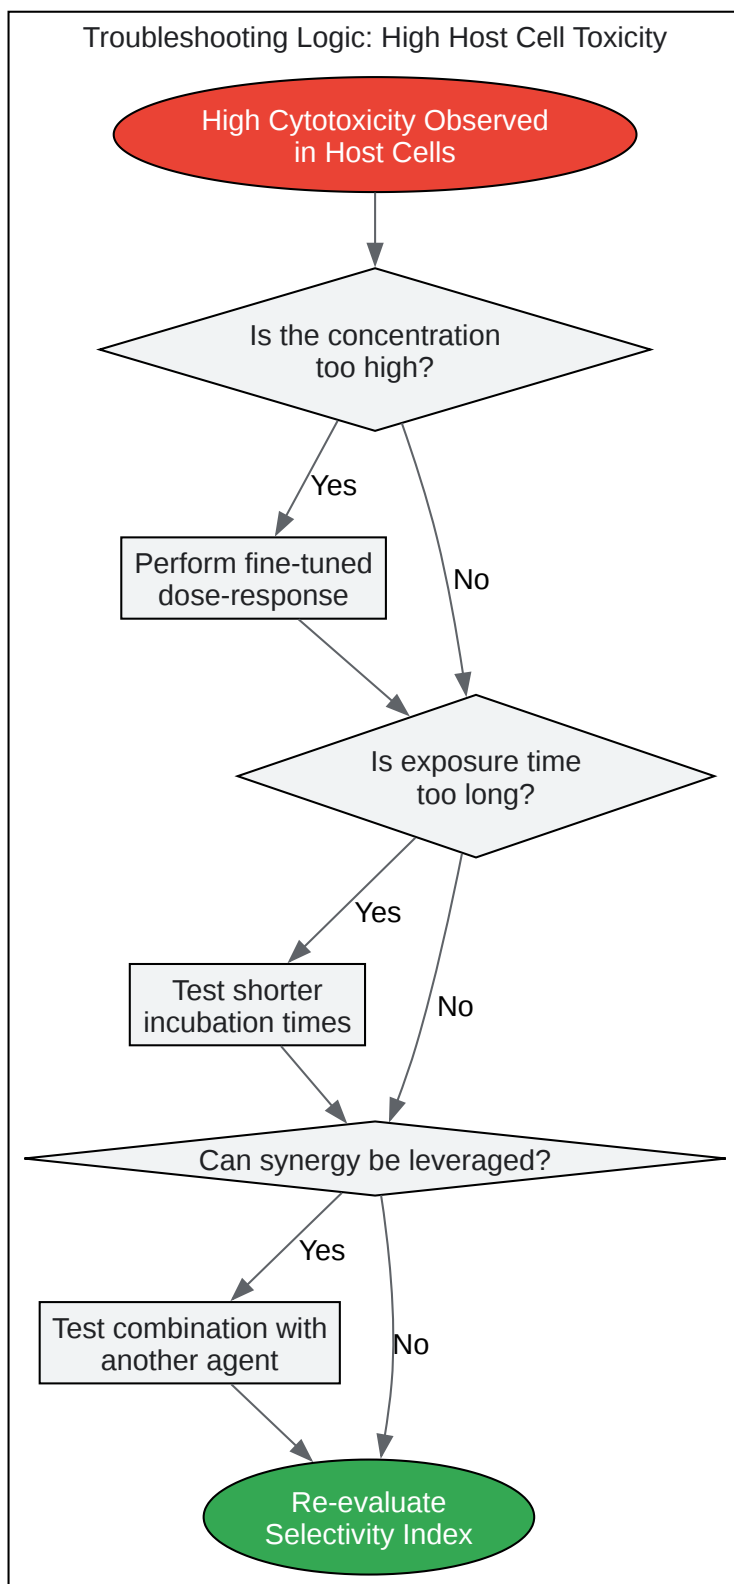 Troubleshooting Logic: High Host Cell Toxicity
High Cytotoxicity Observed
in Host Cells
Is the concentration
too high?
Yes
Perform fine-tuned
dose-response
No
Is exposure time
too long?
Yes
Test shorter
incubation times
No
Can synergy be leveraged?
Yes
Test combination with
another agent
No
Re-evaluate
Selectivity Index